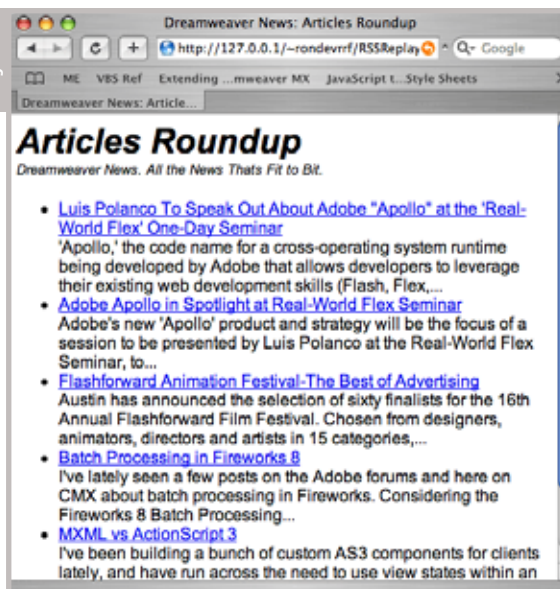 Dreamweaver News: Articles Roundup
http://127.0.0.1/~rondevrrf/RSSReplay
Google
ME VBS Ref Extending ...mweaver MX JavaScript t...Style Sheets
Dreamweaver News: Article...
Articles Roundup
Dreamweaver News. All the News Thats Fit to Bit.
Luis Polanco To Speak Out About Adobe "Apollo" at the 'Real-
World Flex' One-Day Seminar
'Apollo,' the code name for a cross-operating system runtime
being developed by Adobe that allows developers to leverage
their existing web development skills (Flash, Flex,...
Adobe Apollo in Spotlight at Real-World Flex Seminar
Adobe's new 'Apollo' product and strategy will be the focus of a
session to be presented by Luis Polanco at the Real-World Flex
Seminar, to...
Flashforward Animation Festival-The Best of Advertising
Austin has announced the selection of sixty finalists for the 16th
Annual Flashforward Film Festival. Chosen from designers,
animators, directors and artists in 15 categories,...
Batch Processing in Fireworks 8
I've lately seen a few posts on the Adobe forums and here on
CMX about batch processing in Fireworks. Considering the
Fireworks 8 Batch Processing...
MXML vs ActionScript 3
I've been building a bunch of custom AS3 components for clients
lately, and have run across the need to use view states within an